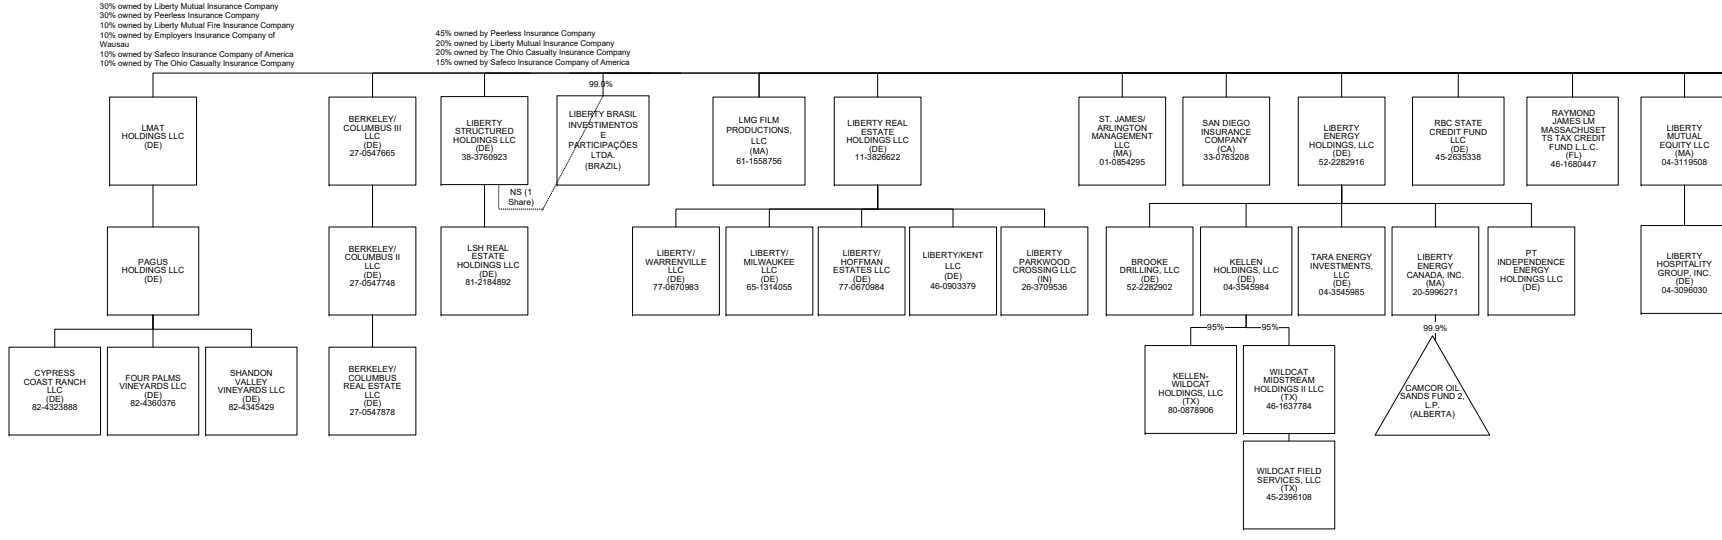 30% owned by Liberty Mutual Insurance Company
30% owned by Peerless Insurance Company
10% owned by Liberty Mutual Fire Insurance Company
10% owned by Employers Insurance Company of
Wausau
10% owned by Safeco Insurance Company of America
10% owned by The Ohio Casualty Insurance Company
45% owned by Peerless Insurance Company
20% owned by Liberty Mutual Insurance Company
20% owned by The Ohio Casualty Insurance Company
15% owned by Safeco Insurance Company of America
99.0%
LMAT
HOLDINGS LLC
(DE)
BERKELEY/
COLUMBUS III
LLC
(DE)
27-0547665
LIBERTY
STRUCTURED
HOLDINGS LLC
(DE)
38-3760923
LIBERTY BRASIL
INVESTIMENTOS
E
PARTICIPAÇÕES
LTDA.
(BRAZIL)
LMG FILM
PRODUCTIONS,
LLC
(MA)
61-1558756
LIBERTY REAL
ESTATE
HOLDINGS LLC
(DE)
11-3826622
ST. JAMES/
ARLINGTON
MANAGEMENT
LLC
(MA)
01-0854295
SAN DIEGO
INSURANCE
COMPANY
(CA)
33-0763208
LIBERTY
ENERGY
HOLDINGS, LLC
(DE)
52-2282916
RBC STATE
CREDIT FUND
LLC
(DE)
45-2635338
RAYMOND
JAMES LM
MASSACHUSET
TS TAX CREDIT
FUND L.L.C.
(FL)
46-1680447
LIBERTY
MUTUAL
EQUITY LLC
(MA)
04-3119508
NS (1
Share)
PAGUS
HOLDINGS LLC
(DE)
BERKELEY/
COLUMBUS II
LLC
(DE)
27-0547748
LSH REAL
ESTATE
HOLDINGS LLC
(DE)
81-2184892
LIBERTY/
WARRENVILLE
LLC
(DE)
77-0670983
LIBERTY/
MILWAUKEE
LLC
(DE)
65-1314055
LIBERTY/
HOFFMAN
ESTATES LLC
(DE)
77-0670984
LIBERTY/KENT
LLC
(DE)
46-0903379
LIBERTY
PARKWOOD
CROSSING LLC
(IN)
26-3709536
BROOKE
DRILLING, LLC
(DE)
52-2282902
KELLEN
HOLDINGS, LLC
(DE)
04-3545984
TARA ENERGY
INVESTMENTS,
LLC
(DE)
04-3545985
LIBERTY
ENERGY
CANADA, INC.
(MA)
20-5996271
PT
INDEPENDENCE
ENERGY
HOLDINGS LLC
(DE)
LIBERTY
HOSPITALITY
GROUP, INC.
(DE)
04-3096030
95%
95%
99.9%
CYPRESS
COAST RANCH
LLC
(DE)
82-4323888
FOUR PALMS
VINEYARDS LLC
(DE)
82-4360376
SHANDON
VALLEY
VINEYARDS LLC
(DE)
82-4345429
BERKELEY/
COLUMBUS
REAL ESTATE
LLC
(DE)
27-0547878
KELLEN-
WILDCAT
HOLDINGS, LLC
(TX)
80-0878906
WILDCAT
MIDSTREAM
HOLDINGS II LLC
(TX)
46-1637784
CAMCOR OIL
SANDS FUND 2,
L.P.
(ALBERTA)
WILDCAT FIELD
SERVICES, LLC
(TX)
45-2396108